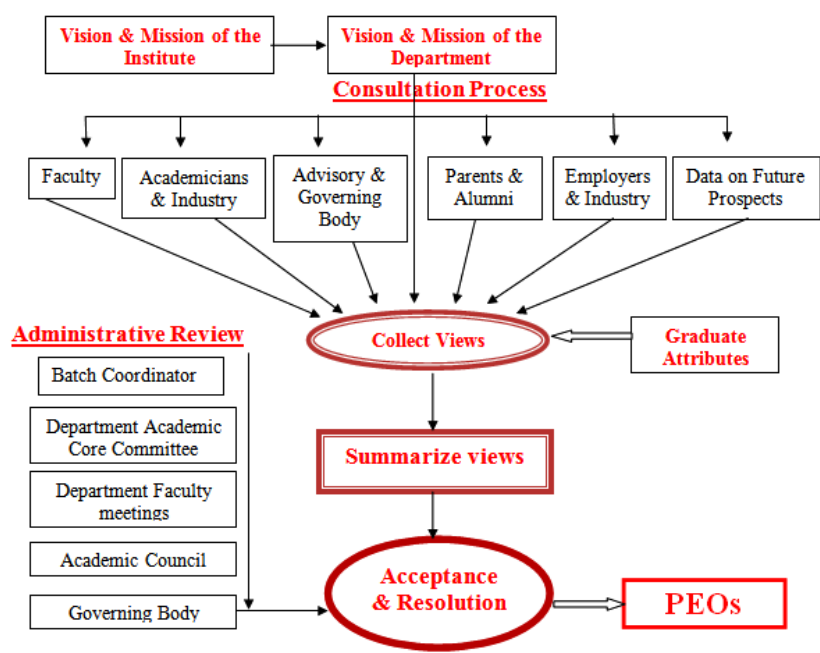 Vision & Mission of the
Institute
Vision & Mission of the
Department
Consultation Process
Faculty
Academicians
& Industry
Advisory &
Governing
Body
Parents &
Alumni
Employers
& Industry
Data on Future
Prospects
Administrative Review
Collect Views
Graduate
Attributes
Batch Coordinator
Department Academic
Core Committee
Summarize views
Department Faculty
meetings
Academic Council
Governing Body
Acceptance
& Resolution
PEOs